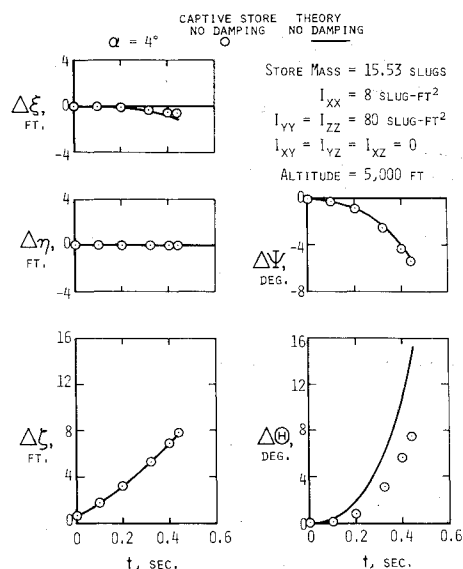 CAPTIVE STORE THEORY
NO DAMPING NO DAMPING
α = 4°
STORE MASS = 15.53 SLUGS
I_XX = 8 SLUG-FT²
I_YY = I_ZZ = 80 SLUG-FT²
I_XY = I_YZ = I_XZ = 0
ALTITUDE = 5,000 FT
4
0
-4
Δξ,
FT.
4
0
-4
Δη,
FT.
0
-4
-8
ΔΨ,
DEG.
16
12
8
4
0
Δζ,
FT.
0 0.2 0.4 0.6
t, SEC.
16
12
8
4
0
ΔΘ,
DEG.
0 0.2 0.4 0.6
t, SEC.